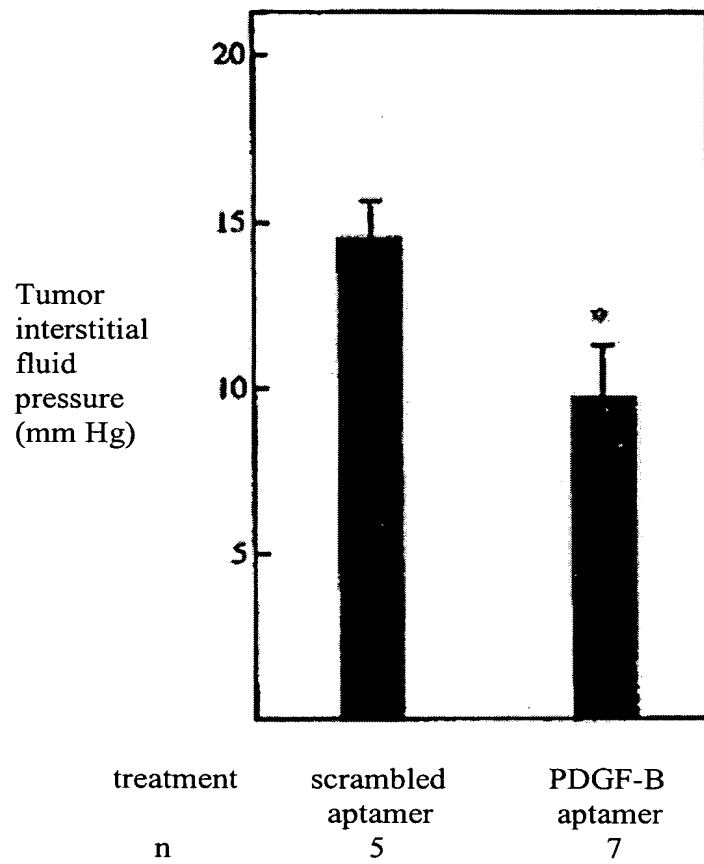 20
15
Tumor
interstitial
fluid
pressure
(mm Hg)
10
5
*
treatment scrambled PDGF-B
aptamer aptamer
n 5 7